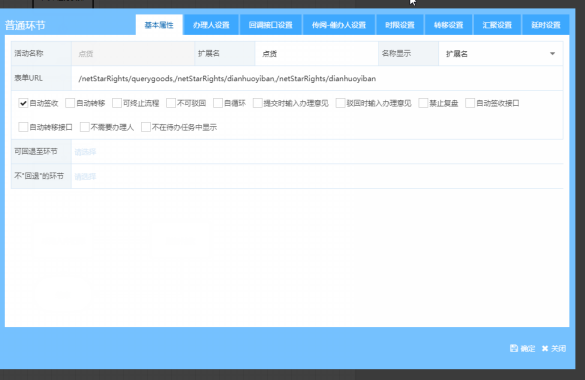 普通环节
基本属性 办理人设置 回调接口设置 传阅-催办人设置 时限设置 转移设置 汇聚设置 延时设置
活动名称 点货 扩展名 点货 名称显示 扩展名
表单URL /netStarRights/querygoods,/netStarRights/dianhuoyiban,/netStarRights/dianhuoyiban
自动签收 自动转移 可终止流程 不可驳回 自循环 提交时输入办理意见 驳回时输入办理意见 禁止复盘 自动签收接口
自动转移接口 不需要办理人 不在待办任务中显示
可回退至环节 请选择
不"回退"的环节 请选择
确定 关闭